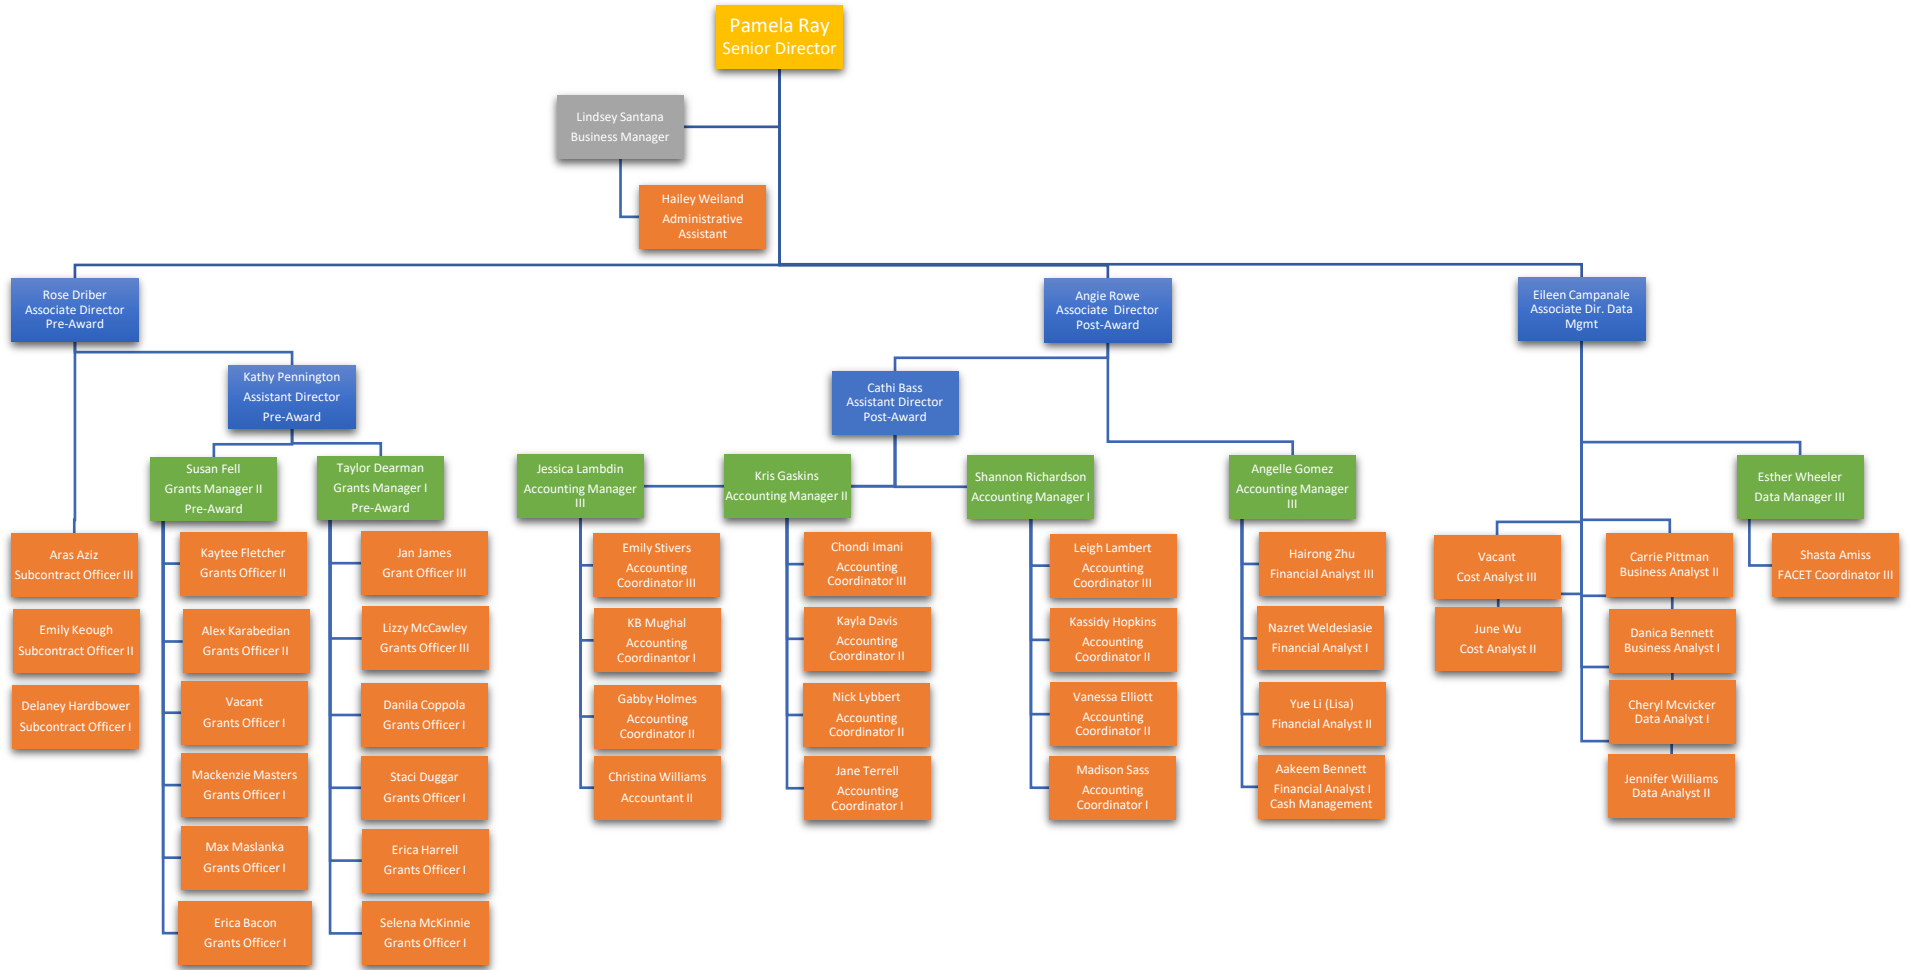 Pamela Ray
Senior Director
Lindsey Santana
Business Manager
Hailey Weiland
Administrative
Assistant
Rose Driber
Associate Director
Pre-Award
Angie Rowe
Associate Director
Post-Award
Eileen Campanale
Associate Dir. Data
Mgmt
Kathy Pennington
Assistant Director
Pre-Award
Cathi Bass
Assistant Director
Post-Award
Susan Fell
Grants Manager II
Pre-Award
Taylor Dearman
Grants Manager I
Pre-Award
Jessica Lambdin
Accounting Manager
III
Kris Gaskins
Accounting Manager II
Shannon Richardson
Accounting Manager I
Angelle Gomez
Accounting Manager
III
Esther Wheeler
Data Manager III
Aras Aziz
Subcontract Officer III
Emily Keough
Subcontract Officer II
Delaney Hardbower
Subcontract Officer I
Kaytee Fletcher
Grants Officer II
Alex Karabedian
Grants Officer II
Vacant
Grants Officer I
Mackenzie Masters
Grants Officer I
Max Maslanka
Grants Officer I
Erica Bacon
Grants Officer I
Jan James
Grant Officer III
Lizzy McCawley
Grants Officer III
Danila Coppola
Grants Officer I
Staci Duggar
Grants Officer I
Erica Harrell
Grants Officer I
Selena McKinnie
Grants Officer I
Emily Stivers
Accounting
Coordinator III
KB Mughal
Accounting
Coordinantor I
Gabby Holmes
Accounting
Coordinator II
Christina Williams
Accountant II
Chondi Imani
Accounting
Coordinator III
Kayla Davis
Accounting
Coordinator II
Nick Lybbert
Accounting
Coordinator II
Jane Terrell
Accounting
Coordinator I
Leigh Lambert
Accounting
Coordinator III
Kassidy Hopkins
Accounting
Coordinator II
Vanessa Elliott
Accounting
Coordinator II
Madison Sass
Accounting
Coordinator I
Hairong Zhu
Financial Analyst III
Nazret Weldeslasie
Financial Analyst I
Yue Li (Lisa)
Financial Analyst II
Aakeem Bennett
Financial Analyst I
Cash Management
Vacant
Cost Analyst III
June Wu
Cost Analyst II
Carrie Pittman
Business Analyst II
Danica Bennett
Business Analyst I
Cheryl Mcvicker
Data Analyst I
Jennifer Williams
Data Analyst II
Shasta Amiss
FACET Coordinator III